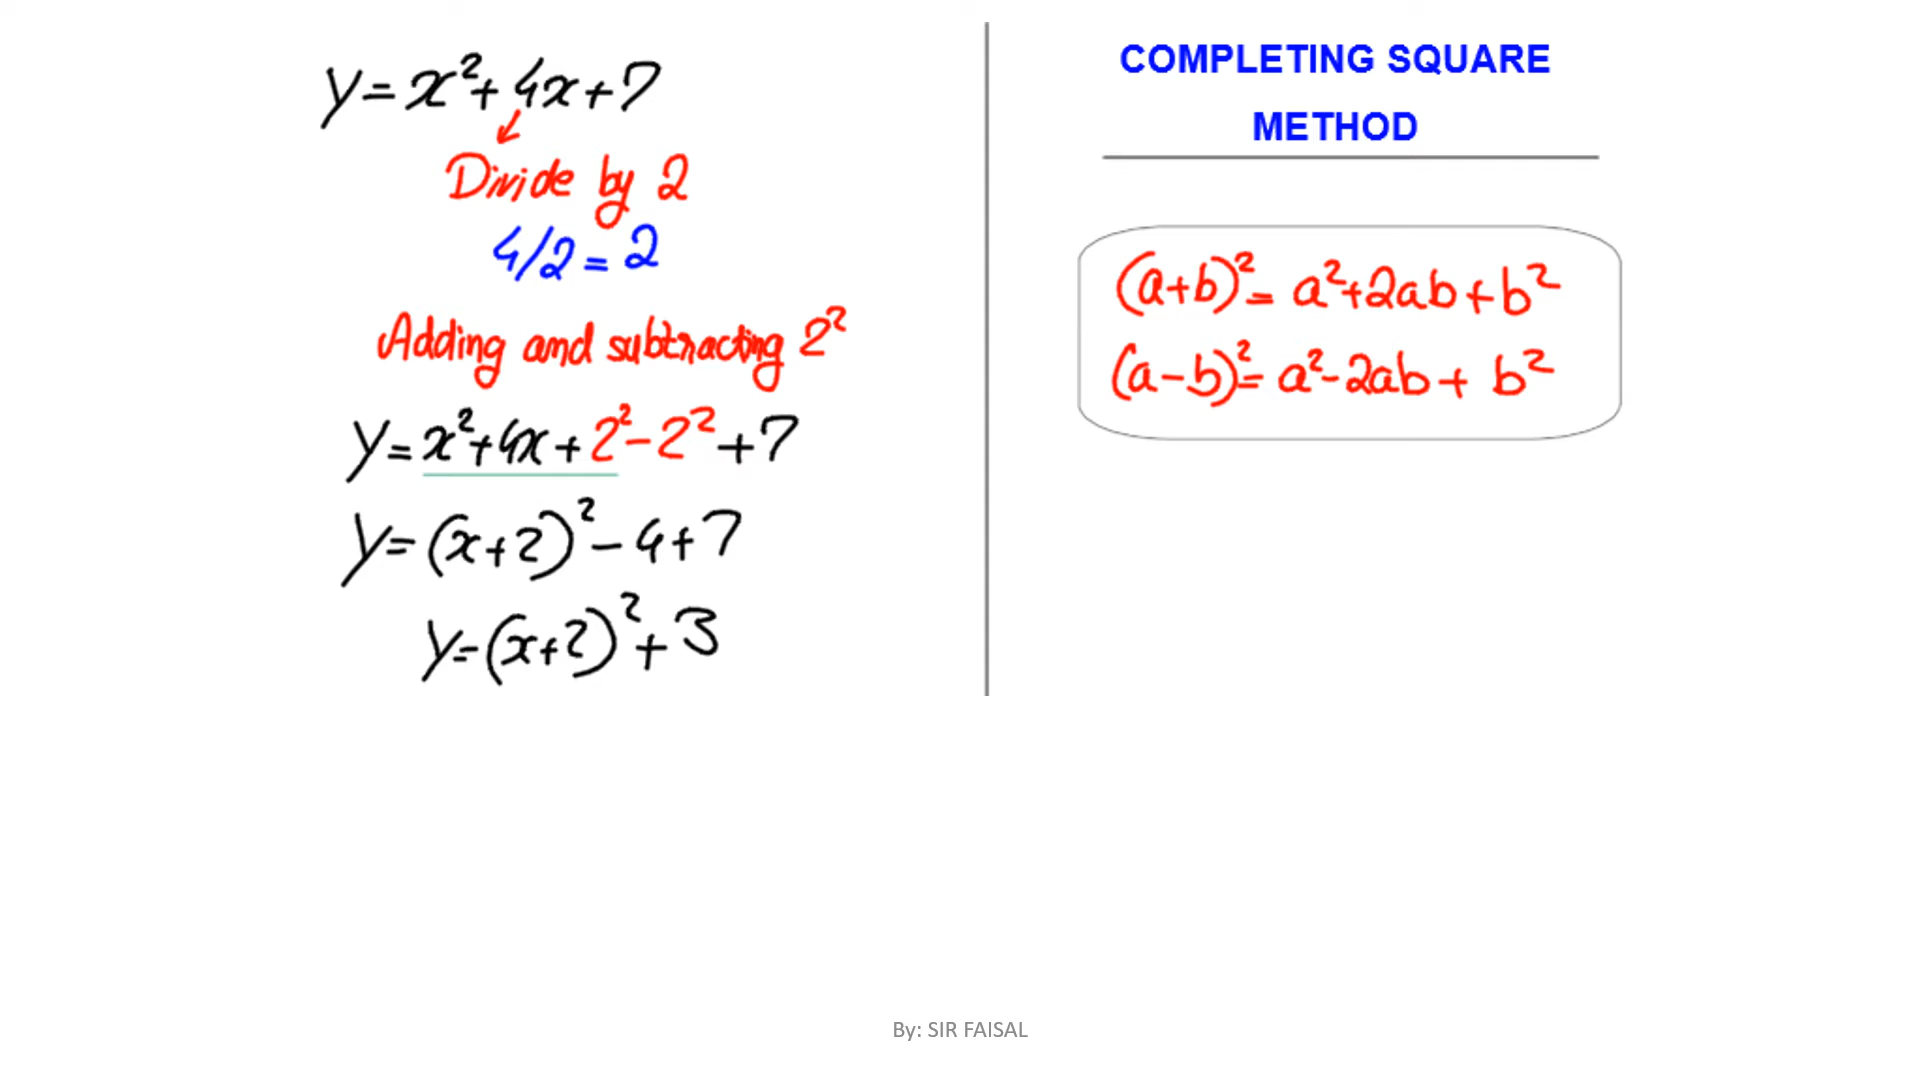 y = x² + 4x + 7
Divide by 2
4/2 = 2
Adding and subtracting 2²
y = x² + 4x + 2² - 2² + 7
y = (x+2)² - 4 + 7
y = (x+2)² + 3
COMPLETING SQUARE
METHOD
(a+b)² = a² + 2ab + b²
(a-b)² = a² - 2ab + b²
By: SIR FAISAL